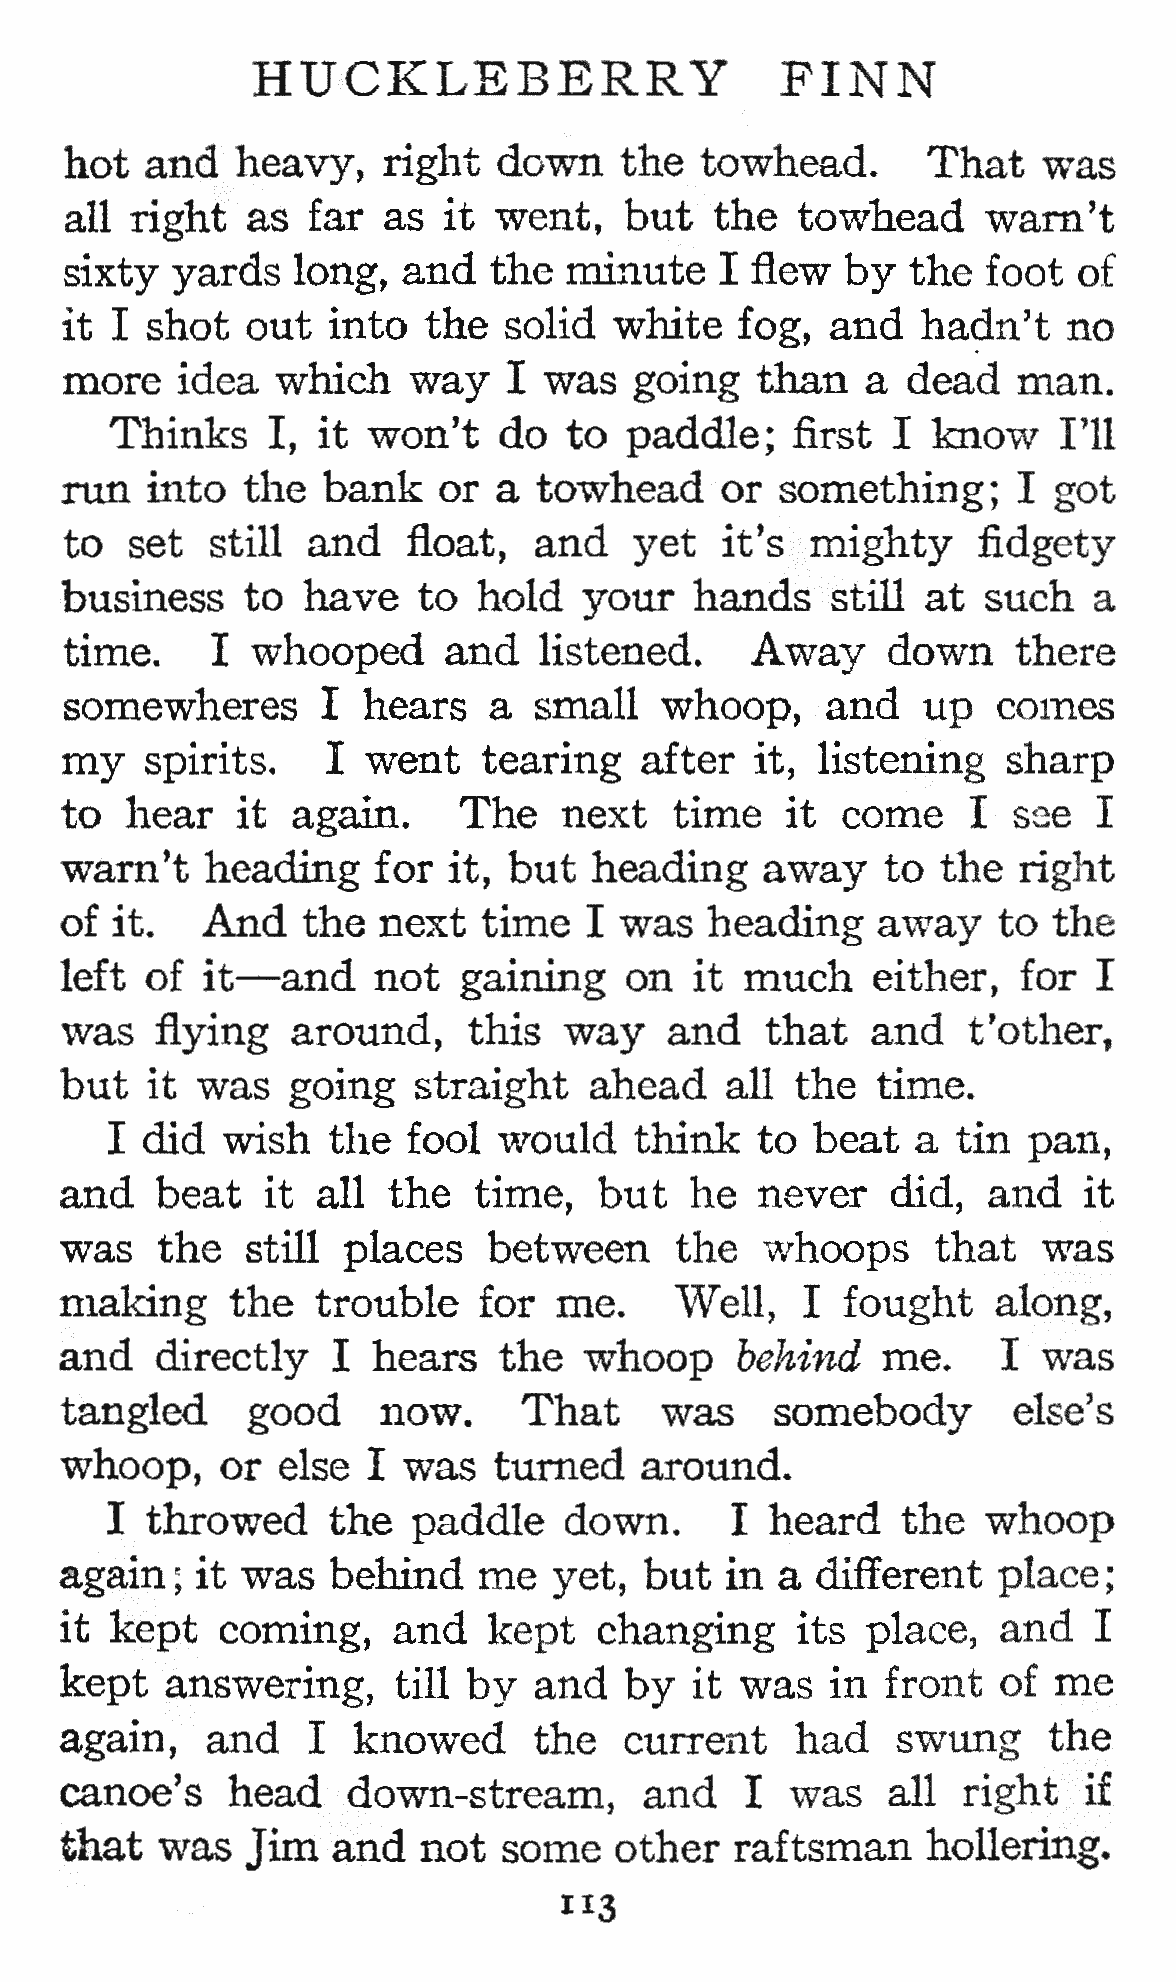 HUCKLEBERRY FINN
hot and heavy, right down the towhead. That was
all right as far as it went, but the towhead warn't
sixty yards long, and the minute I flew by the foot of
it I shot out into the solid white fog, and hadn't no
more idea which way I was going than a dead man.
Thinks I, it won't do to paddle; first I know I'll
run into the bank or a towhead or something; I got
to set still and float, and yet it's mighty fidgety
business to have to hold your hands still at such a
time. I whooped and listened. Away down there
somewheres I hears a small whoop, and up comes
my spirits. I went tearing after it, listening sharp
to hear it again. The next time it come I see I
warn't heading for it, but heading away to the right
of it. And the next time I was heading away to the
left of it—and not gaining on it much either, for I
was flying around, this way and that and t'other,
but it was going straight ahead all the time.
I did wish the fool would think to beat a tin pan,
and beat it all the time, but he never did, and it
was the still places between the whoops that was
making the trouble for me. Well, I fought along,
and directly I hears the whoop behind me. I was
tangled good now. That was somebody else's
whoop, or else I was turned around.
I throwed the paddle down. I heard the whoop
again; it was behind me yet, but in a different place;
it kept coming, and kept changing its place, and I
kept answering, till by and by it was in front of me
again, and I knowed the current had swung the
canoe's head down-stream, and I was all right if
that was Jim and not some other raftsman hollering.
113